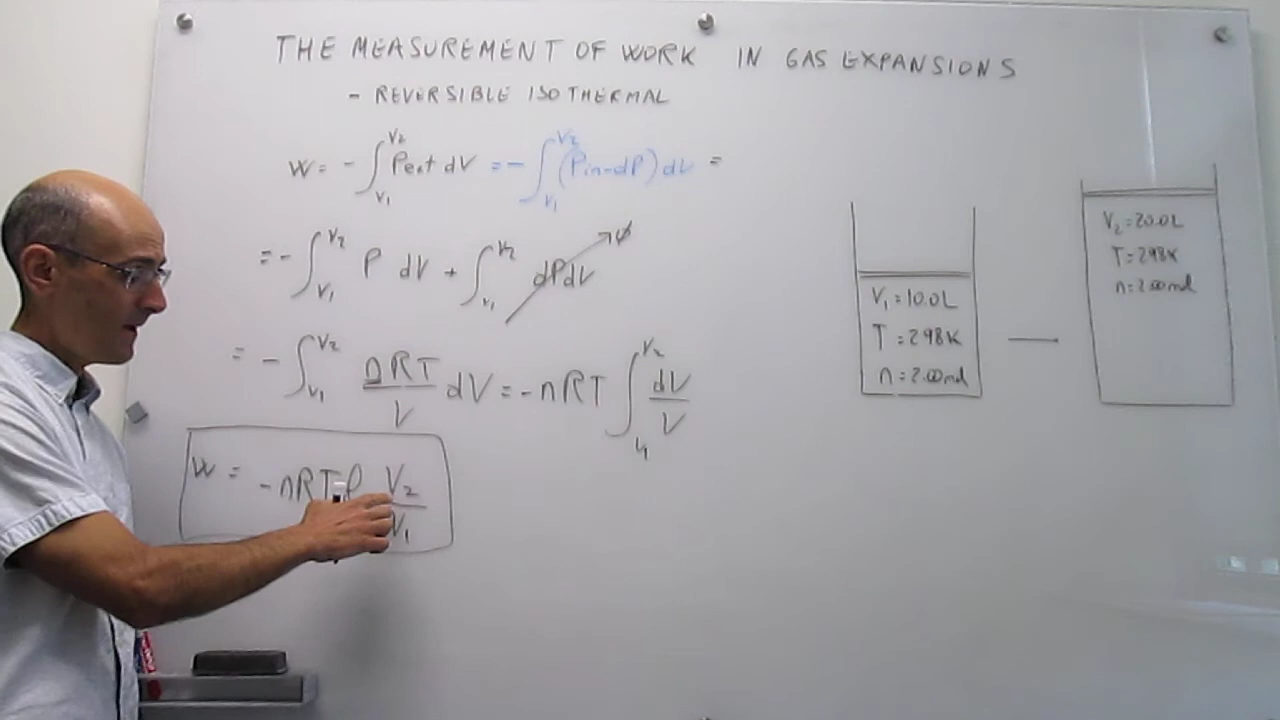 THE MEASUREMENT OF WORK IN GAS EXPANSIONS
- REVERSIBLE ISOTHERMAL
W = - ∫_{V₁}^{V₂} Pext dV = - ∫_{V₁}^{V₂} (Pin-dP) dV =
= - ∫_{V₁}^{V₂} P dV + ∫_{V₁}^{V₂} dPdV → ∅
= - ∫_{V₁}^{V₂} nRT/V dV = -nRT ∫_{V₁}^{V₂} dV/V
W = -nRT V₂/V₁
V₁ = 10.0L
T = 298K
n = 2.00mol
V₂ = 20.0L
T = 298K
n = 2.00mol